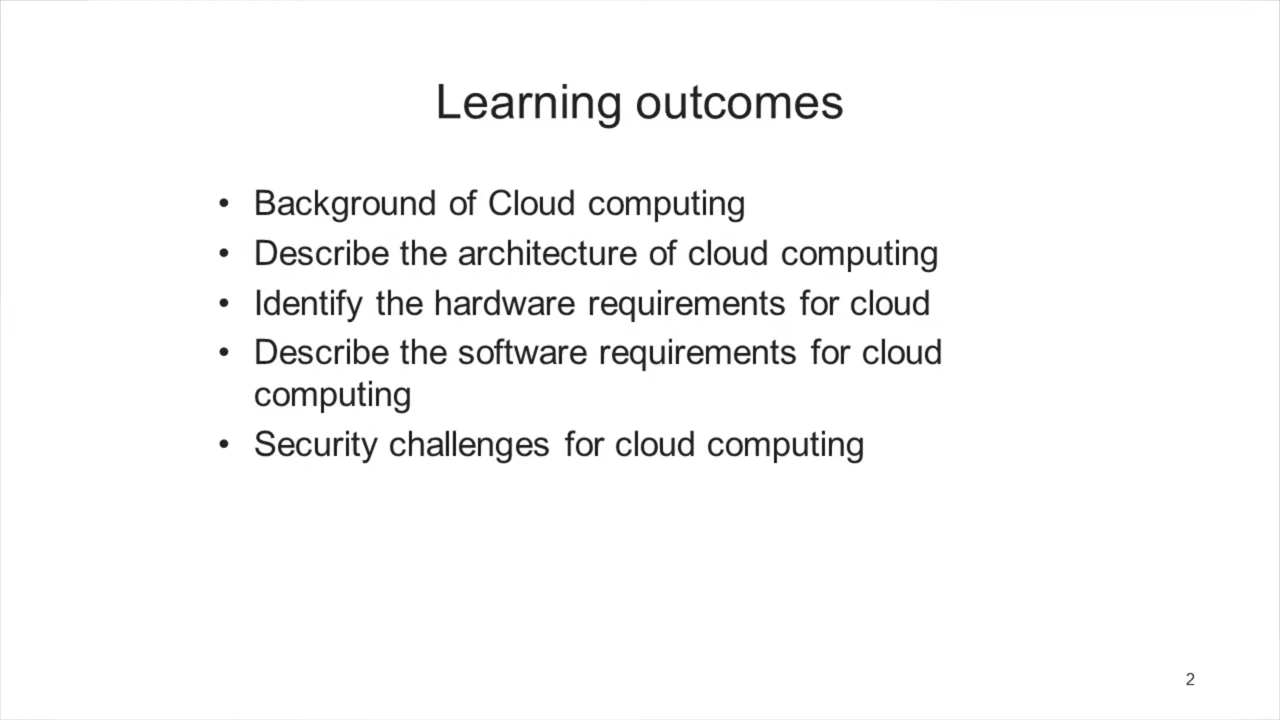 Learning outcomes
• Background of Cloud computing
• Describe the architecture of cloud computing
• Identify the hardware requirements for cloud
• Describe the software requirements for cloud
computing
• Security challenges for cloud computing
2